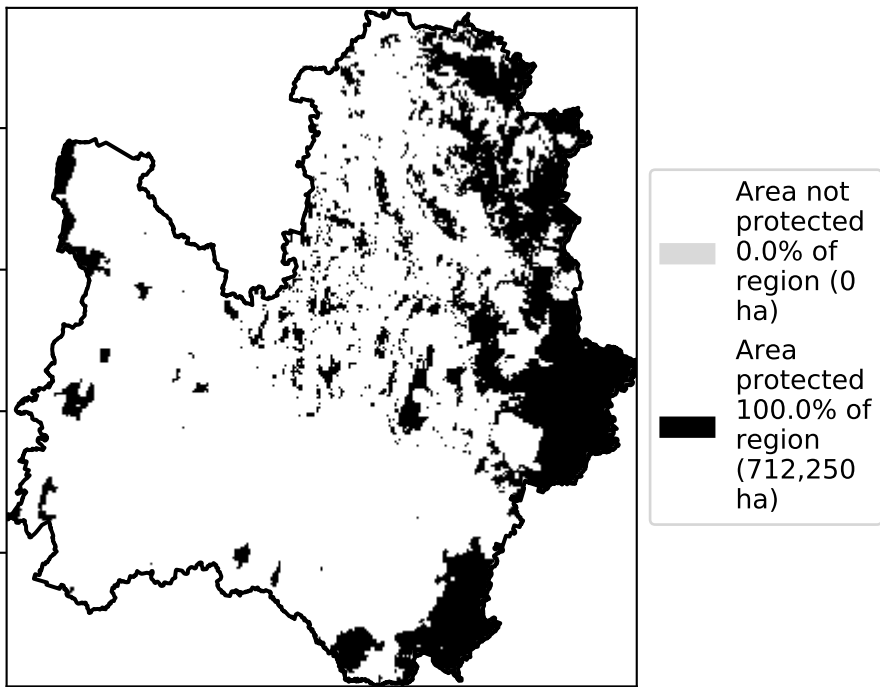 Area not
protected
0.0% of
region (0
ha)
Area
protected
100.0% of
region
(712,250
ha)